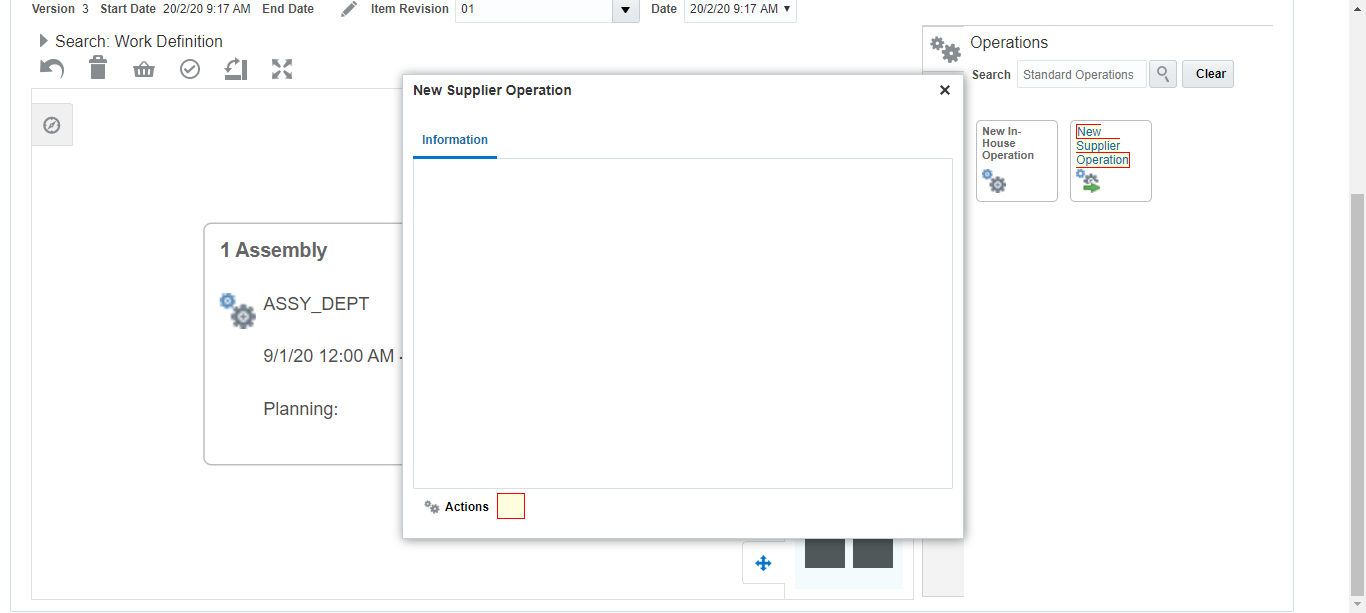 Version 3 Start Date 20/2/20 9:17 AM End Date Item Revision 01 Date 20/2/20 9:17 AM
Search: Work Definition
Operations
Search Standard Operations Clear
New Supplier Operation
Information
New In-
House
Operation
New
Supplier
Operation
1 Assembly
ASSY_DEPT
9/1/20 12:00 AM -
Planning:
Actions